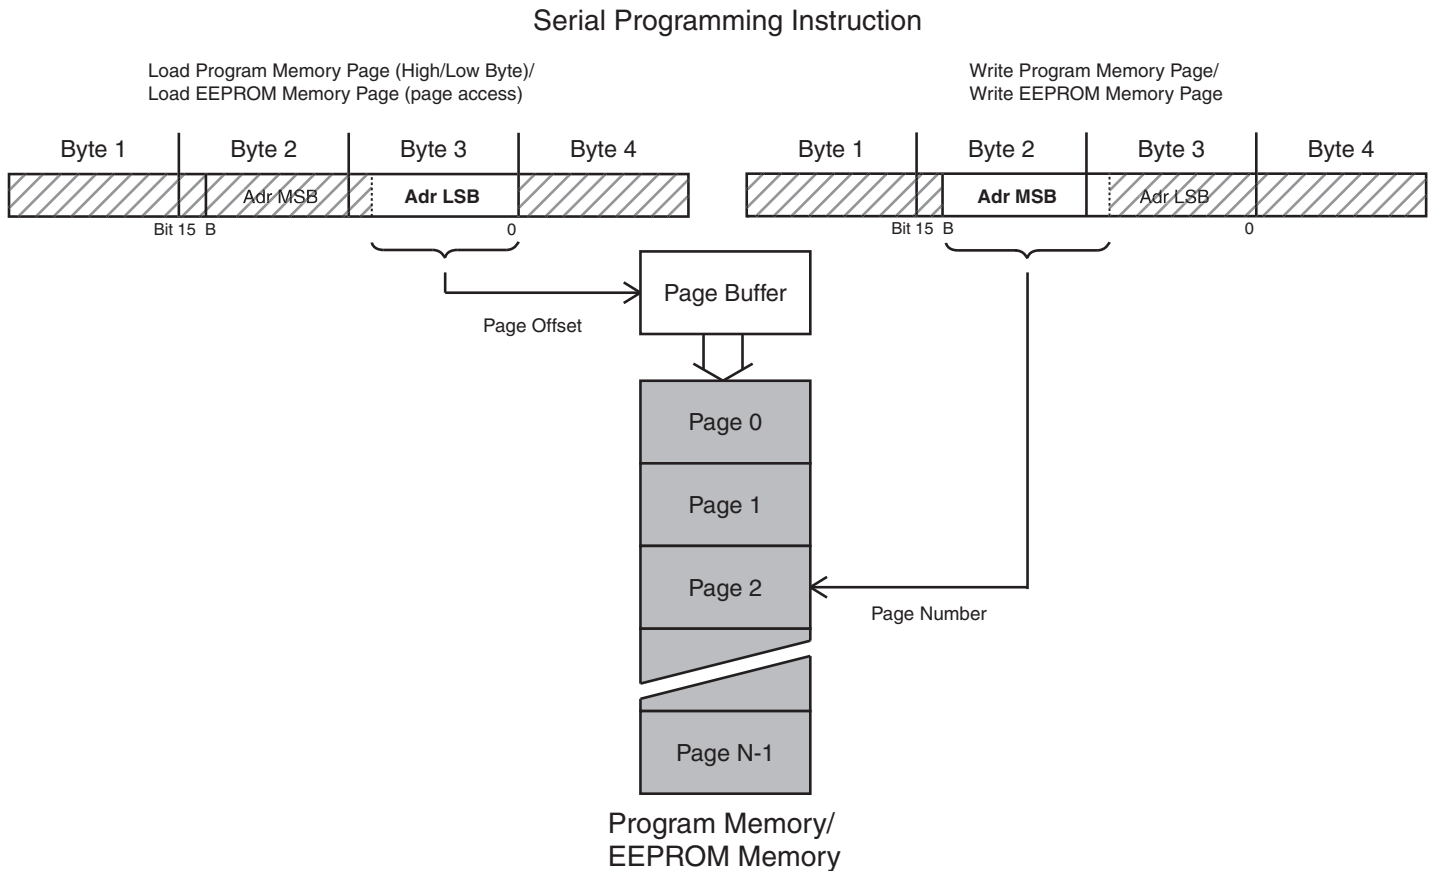 Serial Programming Instruction
Load Program Memory Page (High/Low Byte)/
Load EEPROM Memory Page (page access)
Write Program Memory Page/
Write EEPROM Memory Page
Byte 1 Byte 2 Byte 3 Byte 4
Adr MSB Adr LSB
Bit 15 B 0
Byte 1 Byte 2 Byte 3 Byte 4
Adr MSB Adr LSB
Bit 15 B 0
Page Buffer
Page Offset
Page 0
Page 1
Page 2
Page Number
Page N-1
Program Memory/
EEPROM Memory